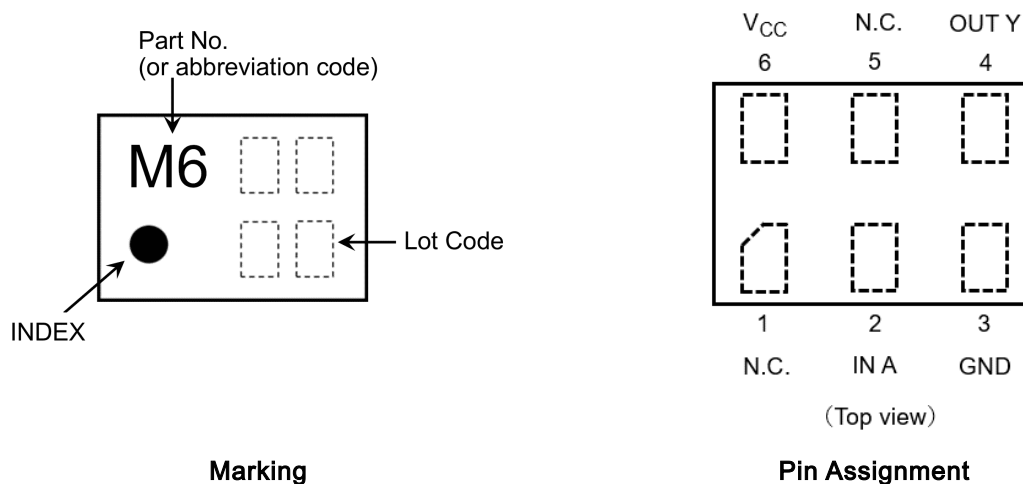 Part No.
(or abbreviation code)
M6
Lot Code
INDEX
Marking
VCC N.C. OUT Y
6 5 4
1 2 3
N.C. IN A GND
(Top view)
Pin Assignment